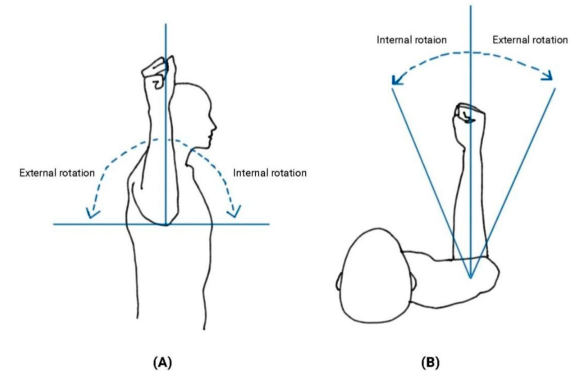 Internal rotaion
External rotation
External rotation
Internal rotation
(A)
(B)